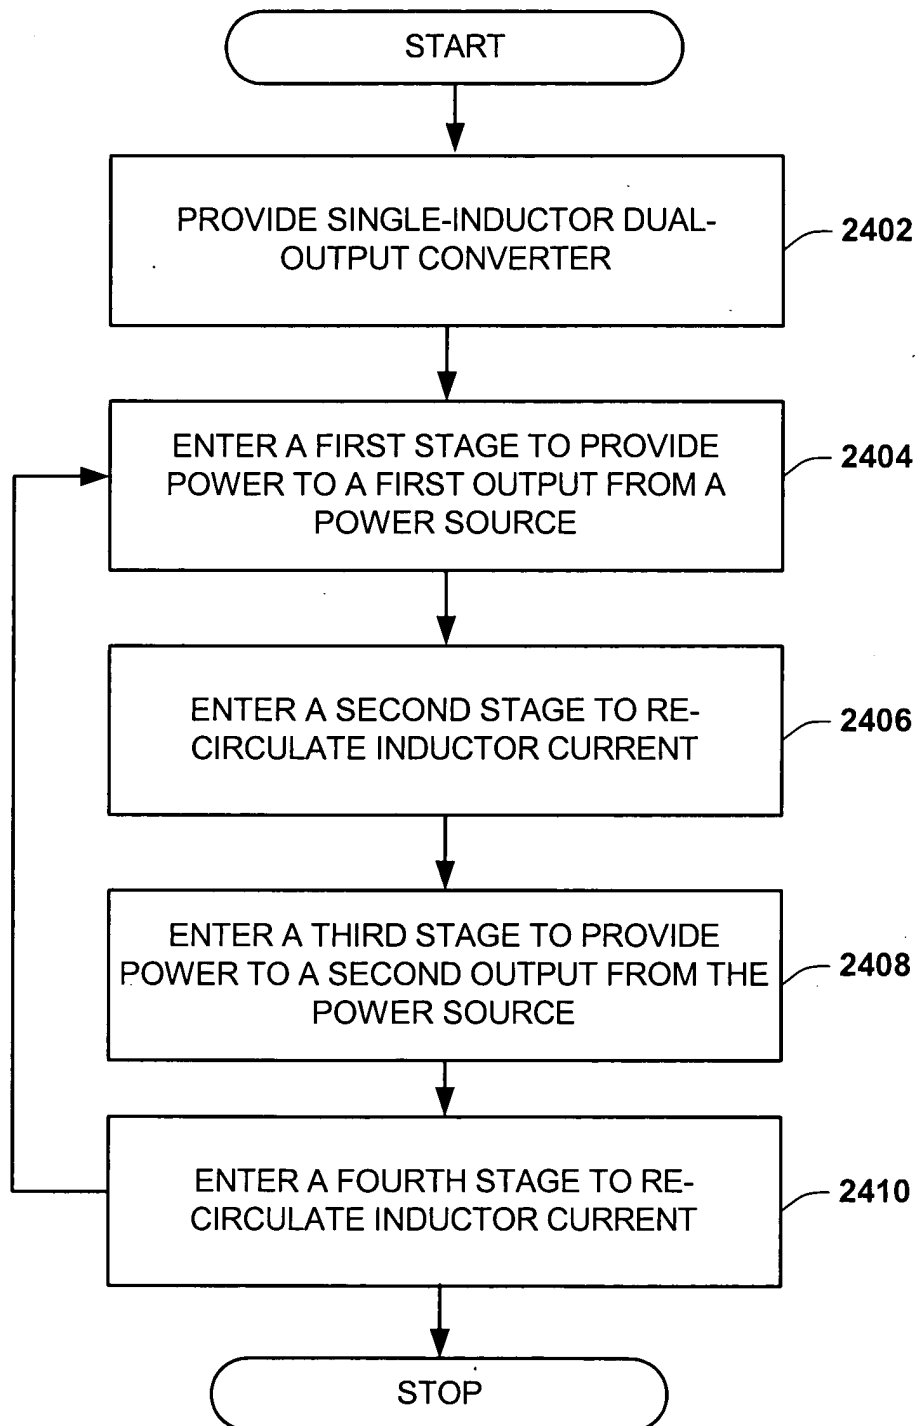 START
PROVIDE SINGLE-INDUCTOR DUAL-
OUTPUT CONVERTER
2402
ENTER A FIRST STAGE TO PROVIDE
POWER TO A FIRST OUTPUT FROM A
POWER SOURCE
2404
ENTER A SECOND STAGE TO RE-
CIRCULATE INDUCTOR CURRENT
2406
ENTER A THIRD STAGE TO PROVIDE
POWER TO A SECOND OUTPUT FROM THE
POWER SOURCE
2408
ENTER A FOURTH STAGE TO RE-
CIRCULATE INDUCTOR CURRENT
2410
STOP